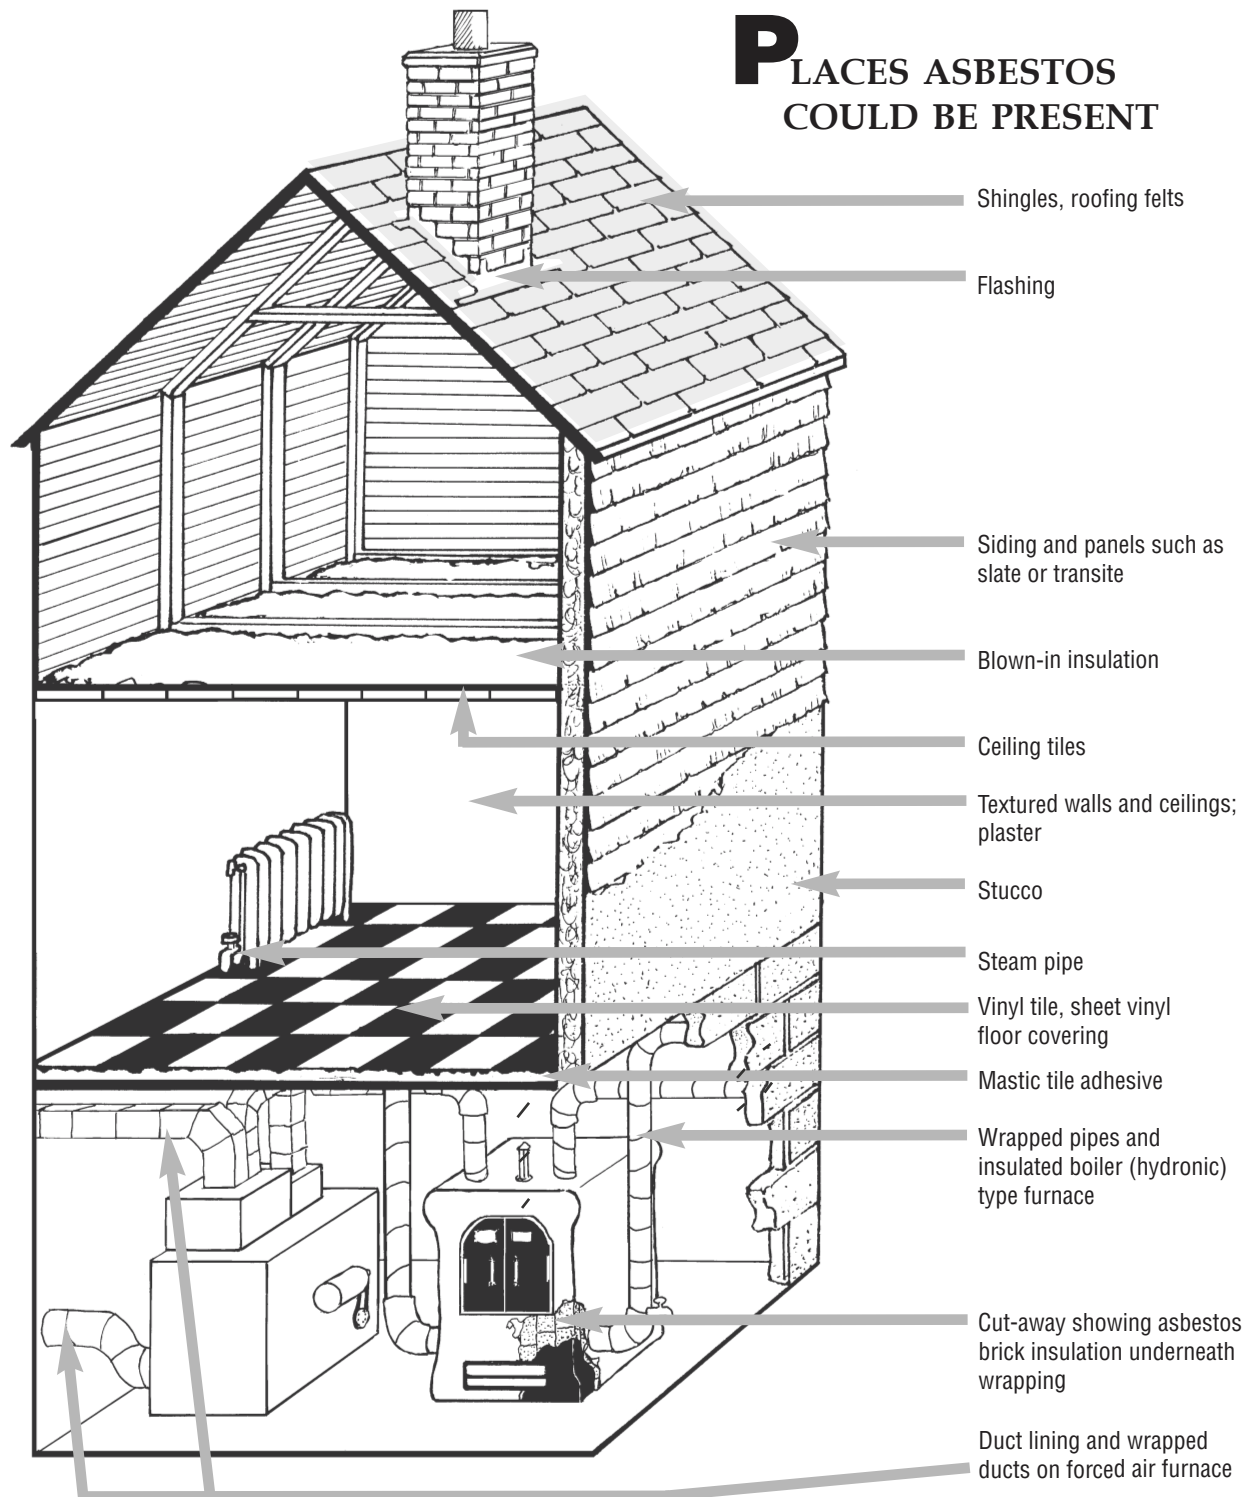 PLACES ASBESTOS
COULD BE PRESENT
Shingles, roofing felts
Flashing
Siding and panels such as
slate or transite
Blown-in insulation
Ceiling tiles
Textured walls and ceilings;
plaster
Stucco
Steam pipe
Vinyl tile, sheet vinyl
floor covering
Mastic tile adhesive
Wrapped pipes and
insulated boiler (hydronic)
type furnace
Cut-away showing asbestos
brick insulation underneath
wrapping
Duct lining and wrapped
ducts on forced air furnace